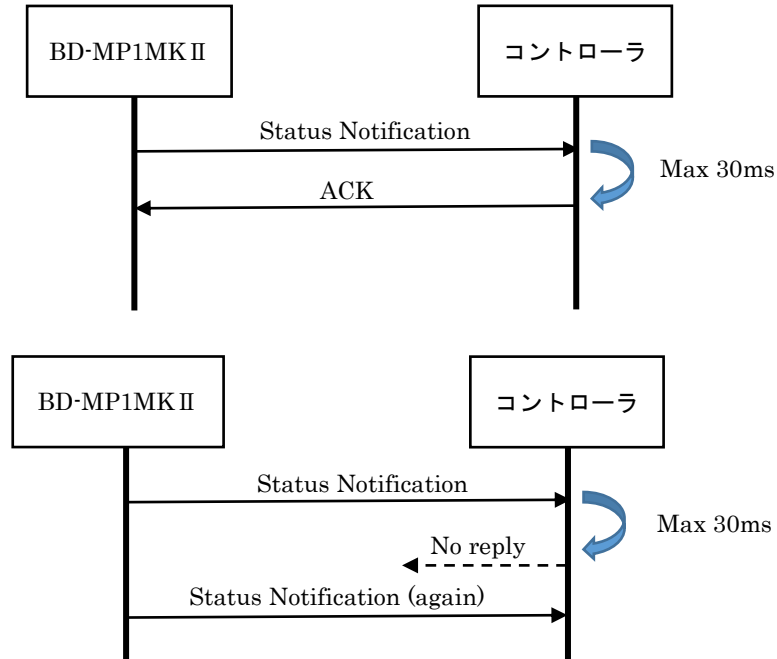 BD-MP1MKⅡ
コントローラ
Status Notification
Max 30ms
ACK
BD-MP1MKⅡ
コントローラ
Status Notification
Max 30ms
No reply
Status Notification (again)